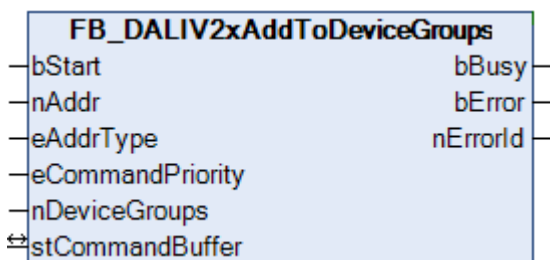 FB_DALIV2xAddToDeviceGroups
bStart bBusy
nAddr bError
eAddrType nErrorId
eCommandPriority
nDeviceGroups
stCommandBuffer